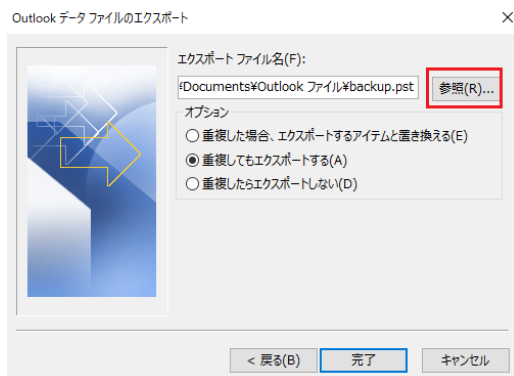 Outlook データ ファイルのエクスポート
エクスポート ファイル名(F):
Documents¥Outlook ファイル¥backup.pst
参照(R)...
オプション
重複した場合、エクスポートするアイテムと置き換える(E)
重複してもエクスポートする(A)
重複したらエクスポートしない(D)
< 戻る(B)
完了
キャンセル